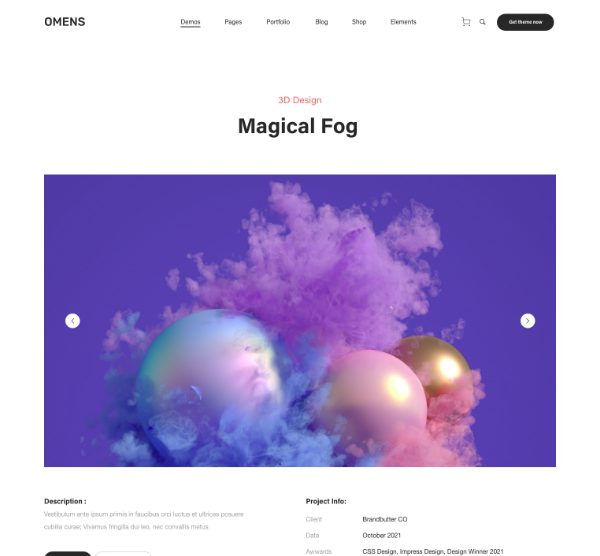 OMENS
Demos
Pages
Portfolio
Blog
Shop
Elements
Get theme now
3D Design
Magical Fog
Description :
Vestibulum ante ipsum primis in faucibus orci luctus et ultrices posuere
cubilia curae; Vivamus fringilla dui leo, nec convallis metus.
Project Info:
Client
Brandbutter CO
Data
October 2021
Awwards
CSS Design, Impress Design, Design Winner 2021